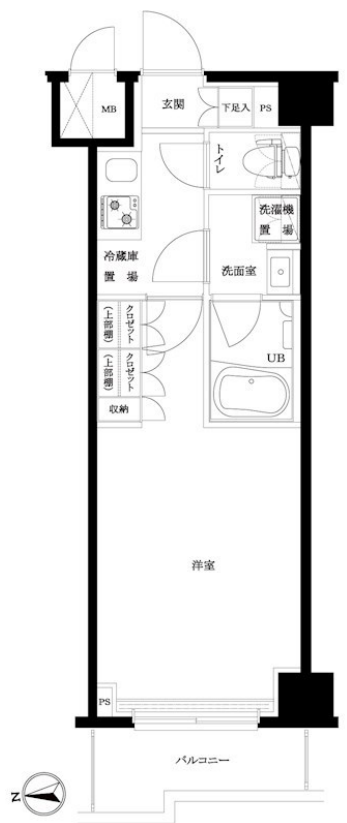 MB
玄関
下足入
PS
トイレ
洗濯機
置場
冷蔵庫
置場
洗面室
クロゼット
(上部棚)
クロゼット
(上部棚)
収納
UB
洋室
PS
バルコニー
N